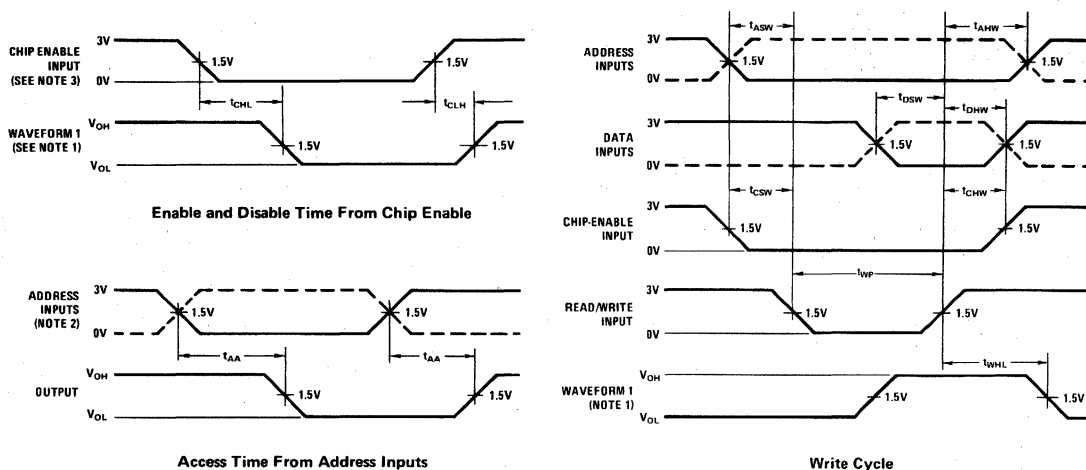 3V
CHIP ENABLE
INPUT
(SEE NOTE 3)
0V
1.5V
1.5V
tCHL
tCLH
VOH
WAVEFORM 1
(SEE NOTE 1)
VOL
1.5V
1.5V
Enable and Disable Time From Chip Enable
3V
ADDRESS
INPUTS
(NOTE 2)
0V
1.5V
1.5V
tAA
tAA
VOH
OUTPUT
VOL
1.5V
1.5V
Access Time From Address Inputs
tASW
tAHW
3V
ADDRESS
INPUTS
0V
1.5V
1.5V
tDSW
tDHW
3V
DATA
INPUTS
0V
1.5V
1.5V
tCSW
tCHW
3V
CHIP-ENABLE
INPUT
0V
1.5V
1.5V
tWP
3V
READ/WRITE
INPUT
0V
1.5V
1.5V
tWHL
VOH
WAVEFORM 1
(NOTE 1)
VOL
1.5V
1.5V
Write Cycle